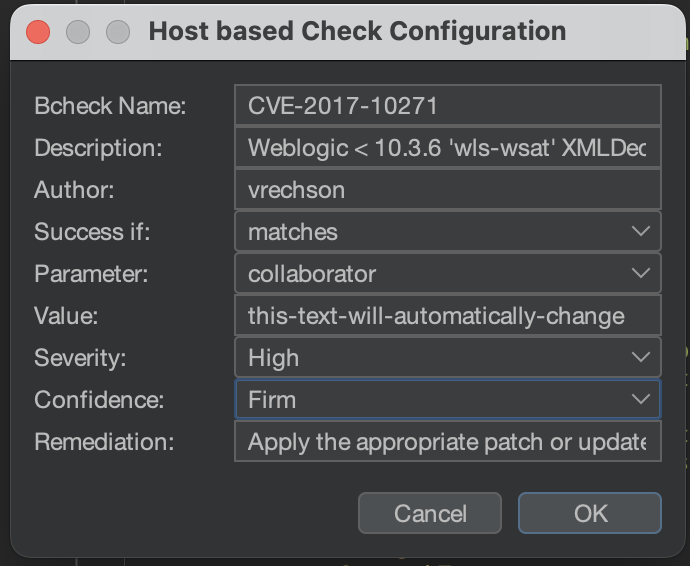 Host based Check Configuration
Bcheck Name: CVE-2017-10271
Description: Weblogic < 10.3.6 'wls-wsat' XMLDec
Author: vrechson
Success if: matches
Parameter: collaborator
Value: this-text-will-automatically-change
Severity: High
Confidence: Firm
Remediation: Apply the appropriate patch or update
Cancel OK